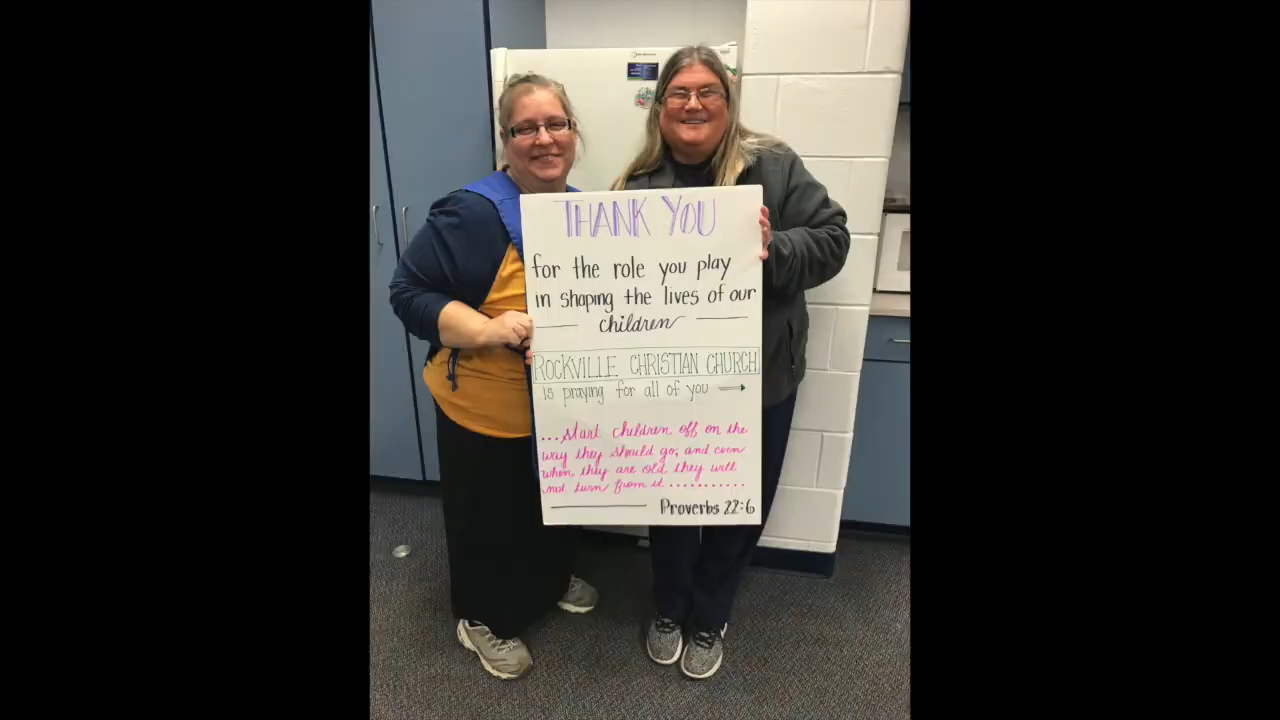 THANK YOU
for the role you play
in shaping the lives of our
children
ROCKVILLE CHRISTIAN CHURCH
is praying for all of you
...Start children off on the
way they should go, and even
when they are old they will
not turn from it ...........
Proverbs 22:6